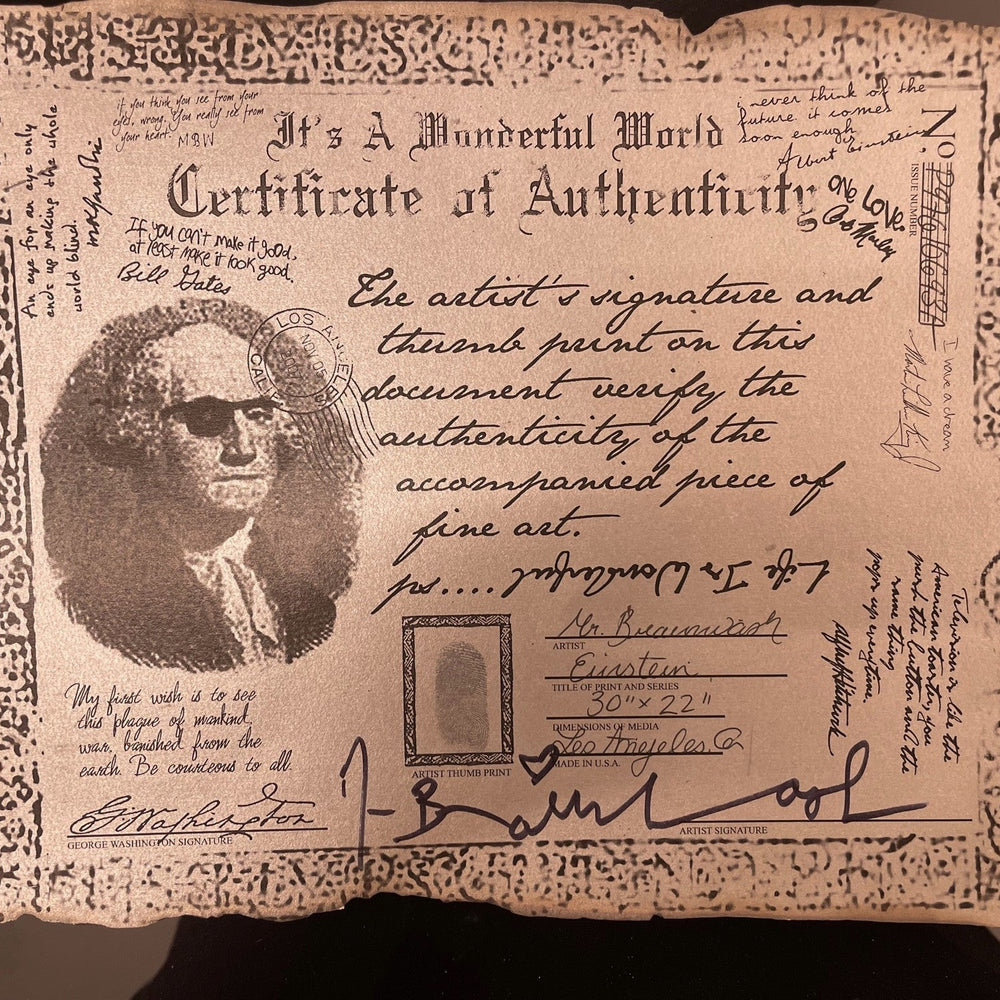 if you think you see from your
eyes, wrong. You really see from
your heart. MBW
It's A Wonderful World
Certificate of Authenticity
i never think of the
future it comes
soon enough
Albert Einstein
No
ISSUE NUMBER
ONE LOVE.
Bob Marley
An eye for an eye only
ends up making the whole
world blind.
If you can't make it good,
at least make it look good.
Bill Gates
I have a dream
The artist's signature and
thumb print on this
document verify the
authenticity of the
accompanied piece of
fine art.
ps.....Life Is Wonderful
LOS ANGELES
CALIF
NOV 05
Television is like the
American toaster, you
push the button and the
same thing
pops up everytime.
Mr. Brainwash
ARTIST
Einstein
TITLE OF PRINT AND SERIES
30"x 22"
DIMENSIONS OF MEDIA
Los Angeles, Ca
MADE IN U.S.A.
ARTIST THUMB PRINT
My first wish is to see
this plague of mankind,
war, banished from the
earth. Be courteous to all.
G. Washington
GEORGE WASHINGTON SIGNATURE
ARTIST SIGNATURE